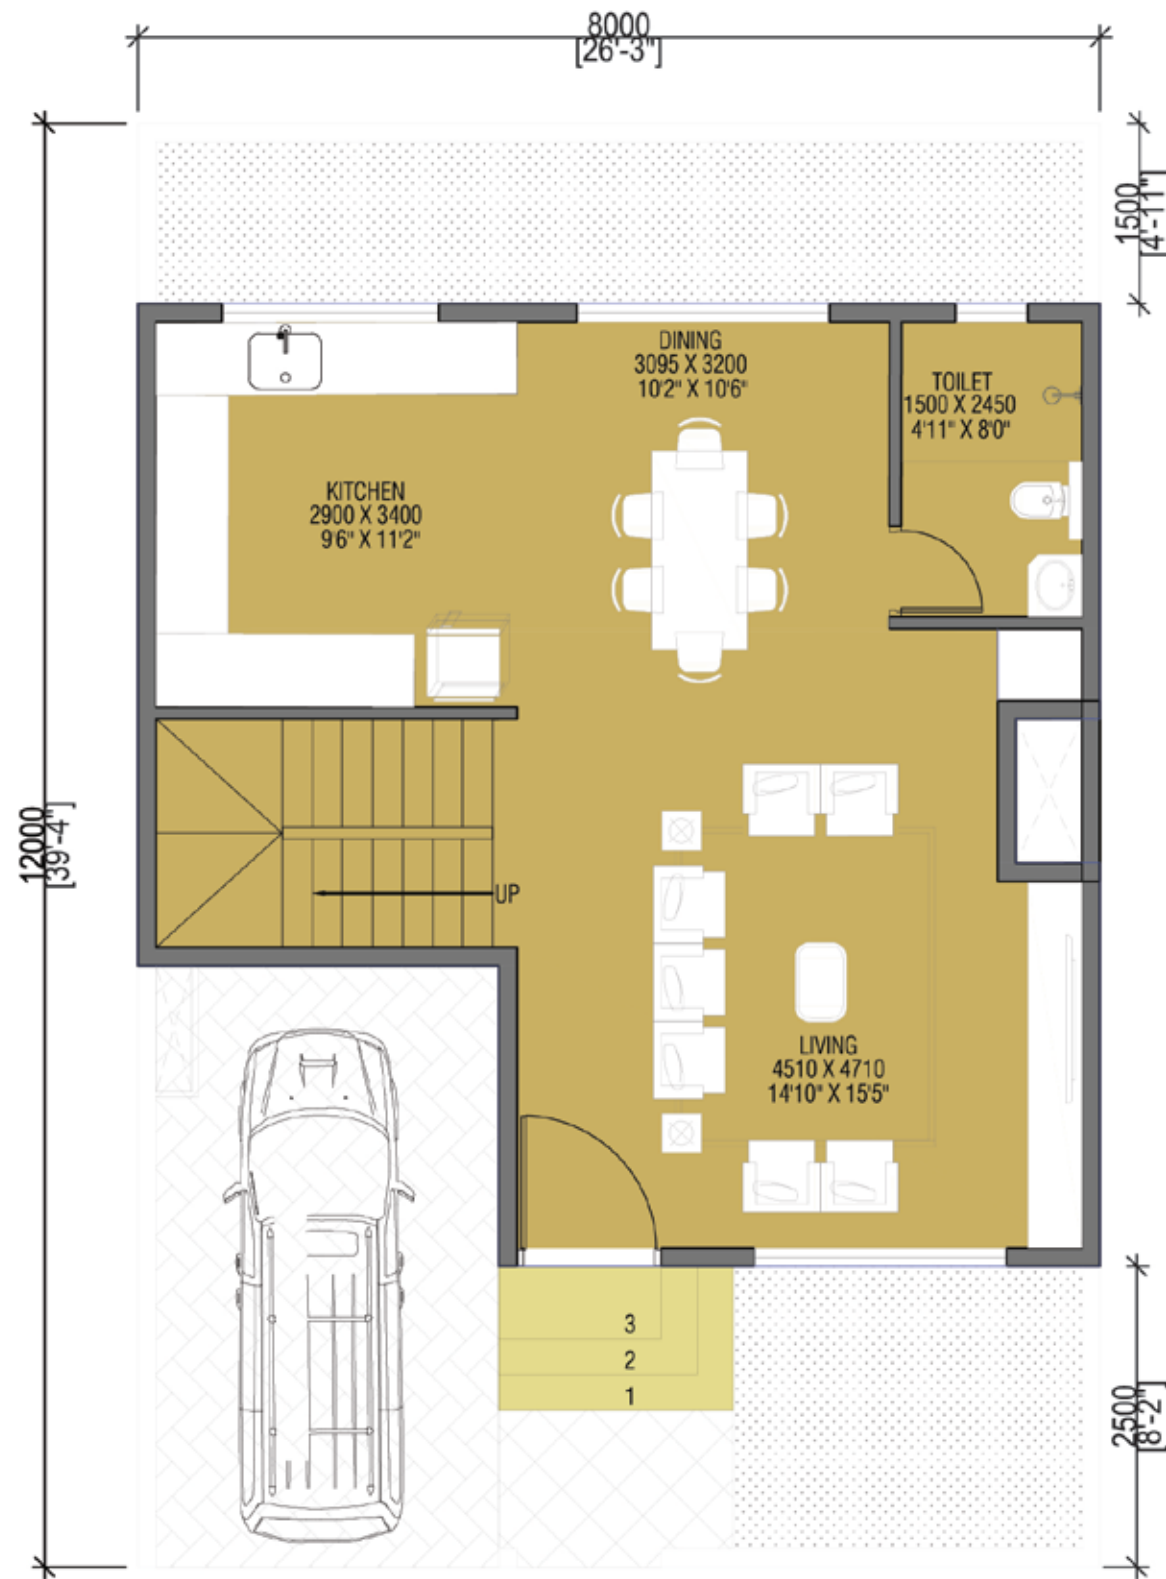 8000
[26'-3"]
1500
[4'-11"]
DINING
3095 X 3200
10'2" X 10'6"
TOILET
1500 X 2450
4'11" X 8'0"
KITCHEN
2900 X 3400
9'6" X 11'2"
12000
[39'-4"]
UP
LIVING
4510 X 4710
14'10" X 15'5"
3
2
1
2500
[8'-2"]